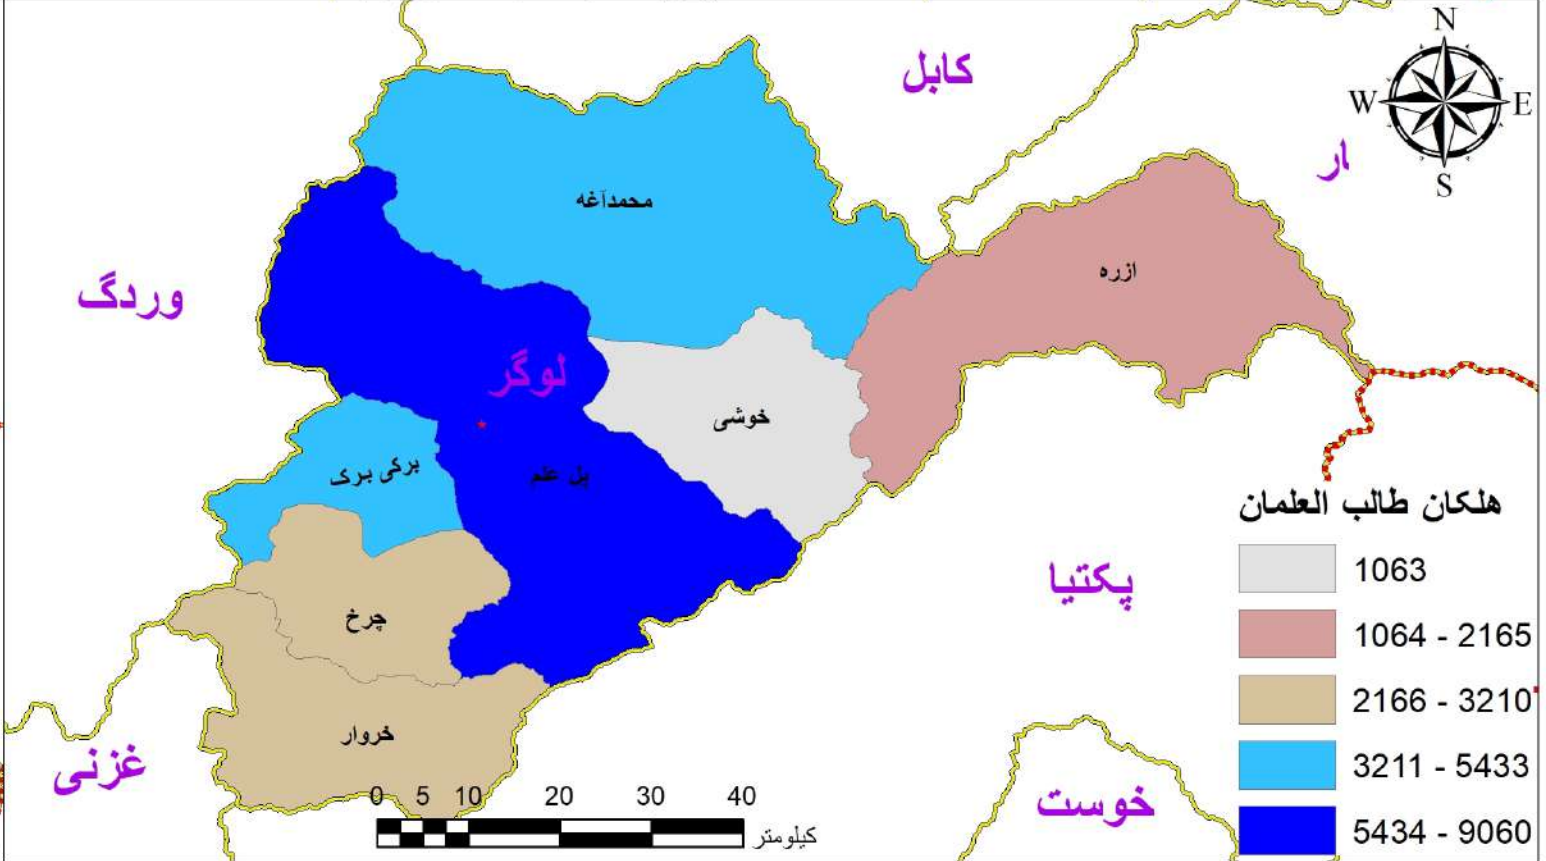 N
کابل
W
E
ار
S
محمدآغه
ازره
وردگ
لوگر
خوشی
برکی برک
پل علم
هلکان طالب العلمان
1063
پکتیا
1064 - 2165
چرخ
2166 - 3210
خروار
غزنی
3211 - 5433
0 5 10 20 30 40
خوست
5434 - 9060
کیلومتر